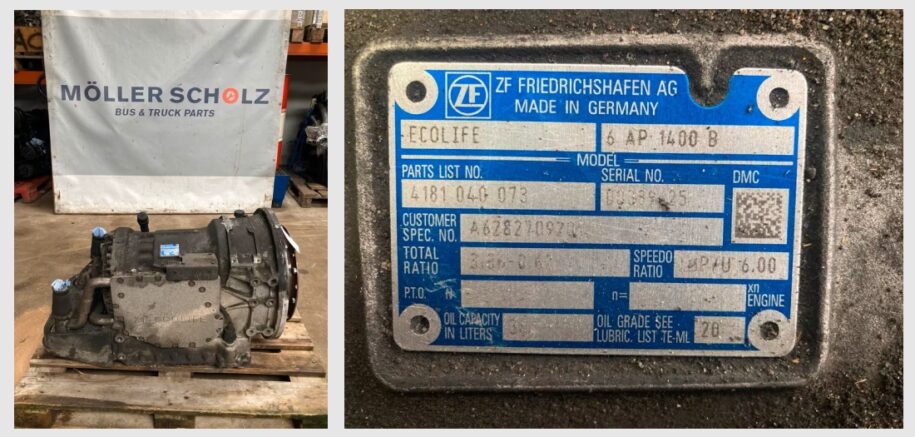 MÖLLER SCHOLZ
BUS & TRUCK PARTS
ECOLIFE
ZF
ZF FRIEDRICHSHAFEN AG
MADE IN GERMANY
ECOLIFE 6 AP 1400 B
MODEL
PARTS LIST NO. SERIAL NO. DMC
4181 040 073
CUSTOMER
SPEC. NO.
TOTAL
RATIO
SPEEDO
RATIO
6.00
P.T.O. n= xn
ENGINE
OIL CAPACITY
IN LITERS
OIL GRADE SEE
LUBRIC. LIST TE-ML 20